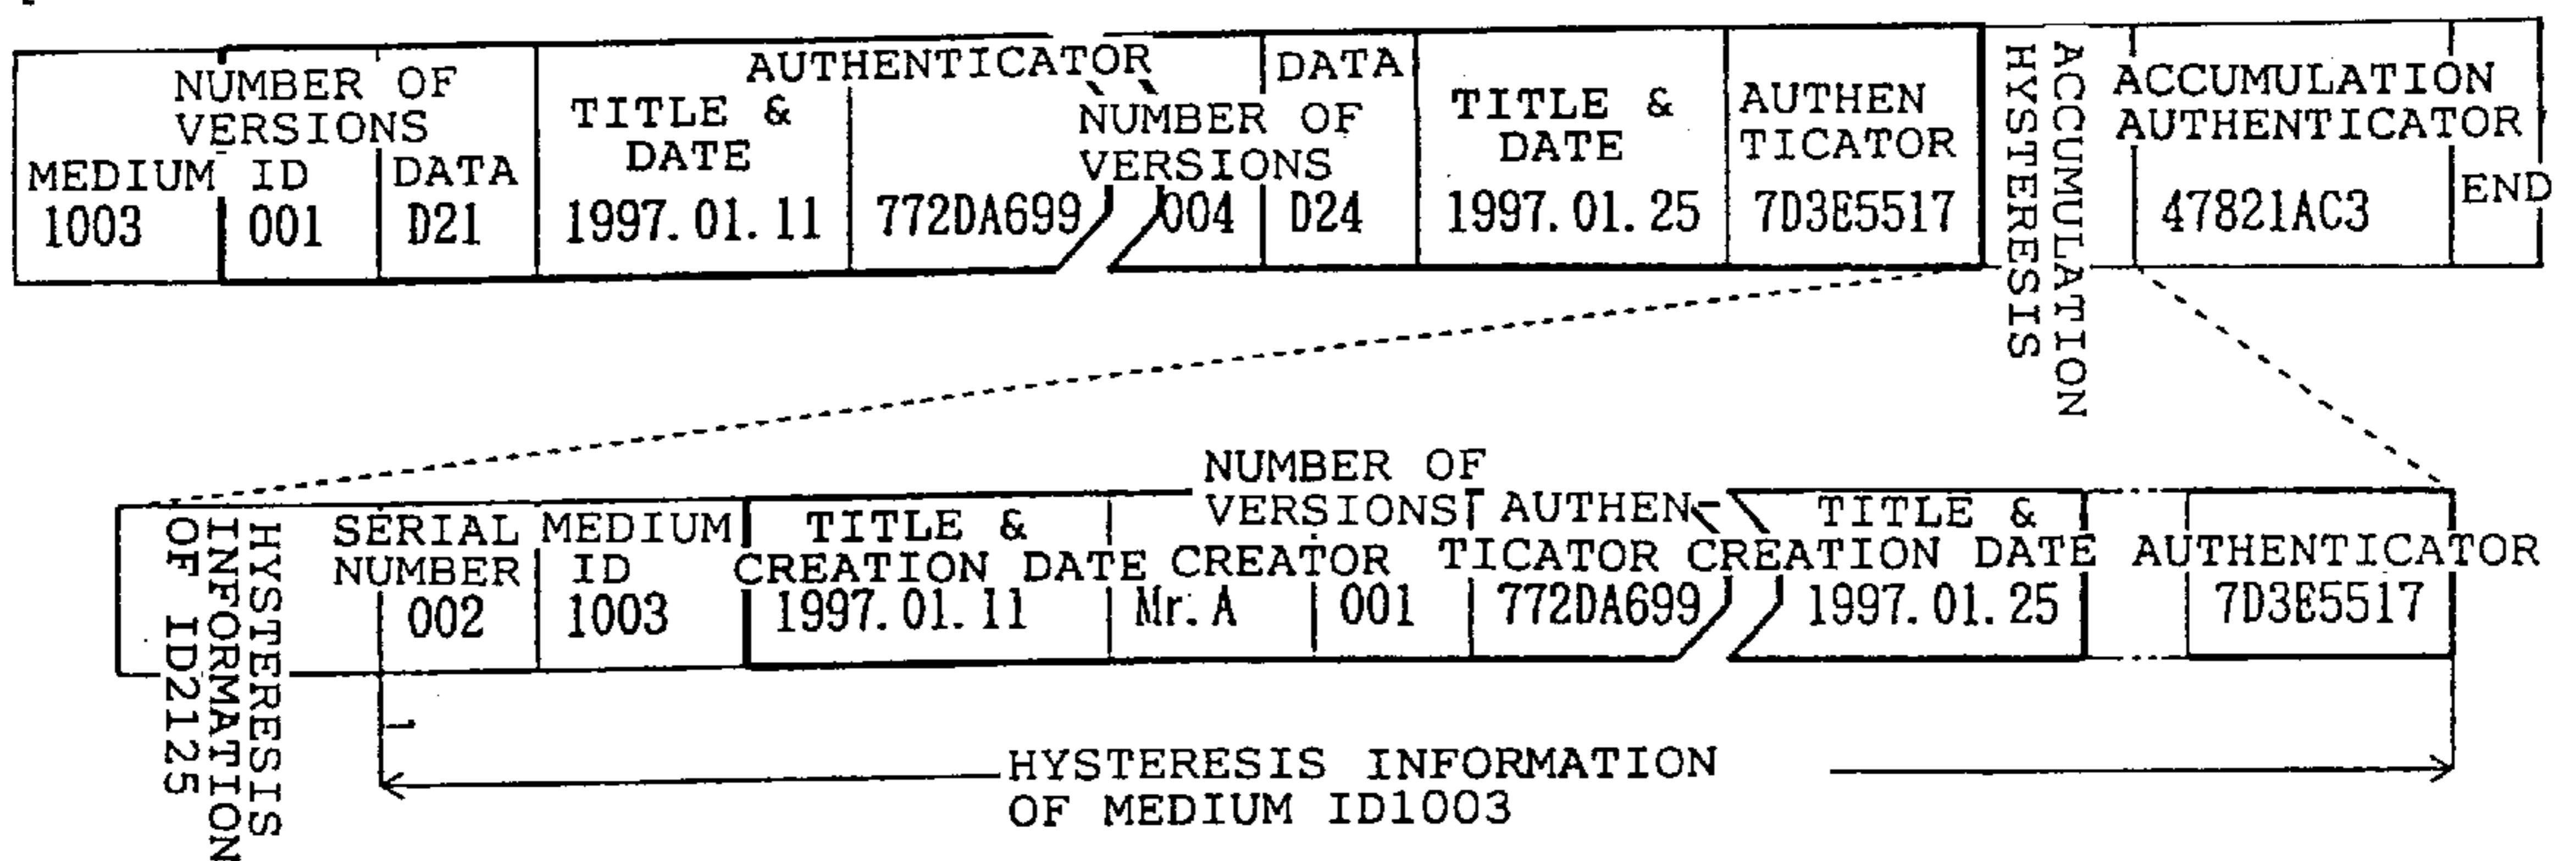 NUMBER OF
VERSIONS
MEDIUM ID
1003
001
DATA
D21
TITLE &
DATE
1997.01.11
AUTHENTICATOR
772DA699
NUMBER OF
VERSIONS
004
DATA
D24
TITLE &
DATE
1997.01.25
AUTHEN
TICATOR
7D3E5517
ACCUMULATION
HYSTERESIS
ACCUMULATION
AUTHENTICATOR
47821AC3
END
HYSTERESIS
INFORMATION
OF ID2125
SERIAL
NUMBER
002
MEDIUM
ID
1003
TITLE &
CREATION DATE
1997.01.11
CREATOR
Mr.A
NUMBER OF
VERSIONS
001
AUTHEN-
TICATOR
772DA699
TITLE &
CREATION DATE
1997.01.25
AUTHENTICATOR
7D3E5517
HYSTERESIS INFORMATION
OF MEDIUM ID1003